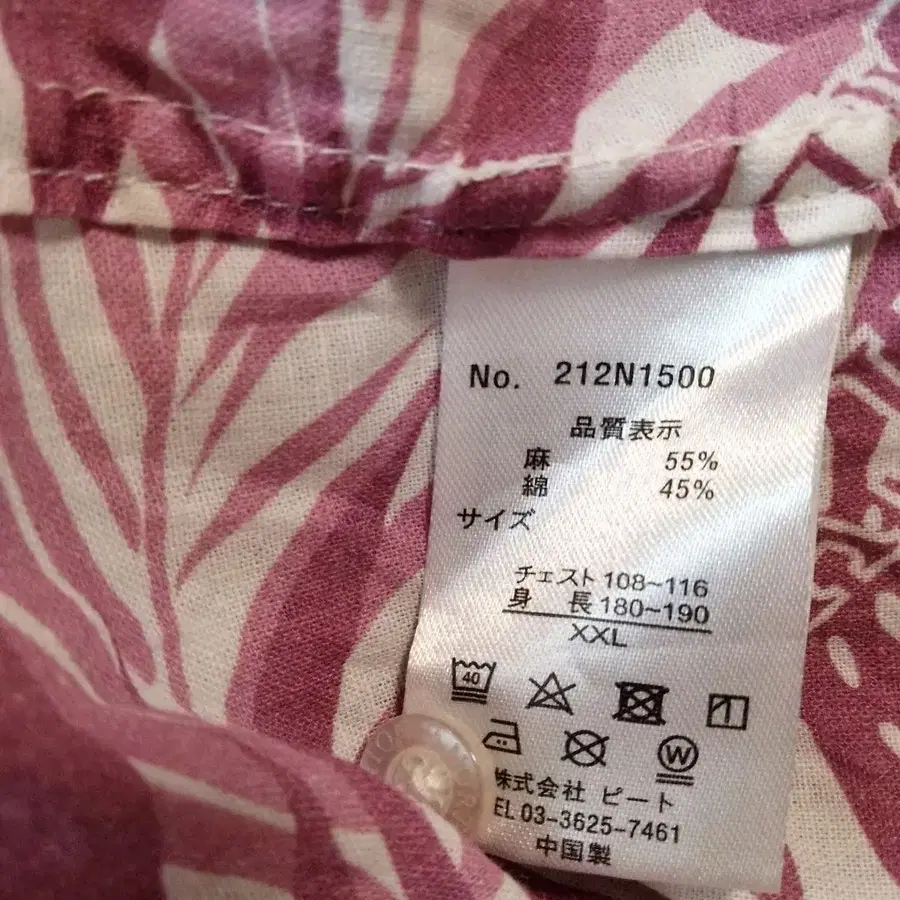 No. 212N1500
品質表示
麻 55%
綿 45%
サイズ
チェスト 108~116
身 長 180~190
XXL
40
W
株式会社 ピート
EL 03-3625-7461
中国製